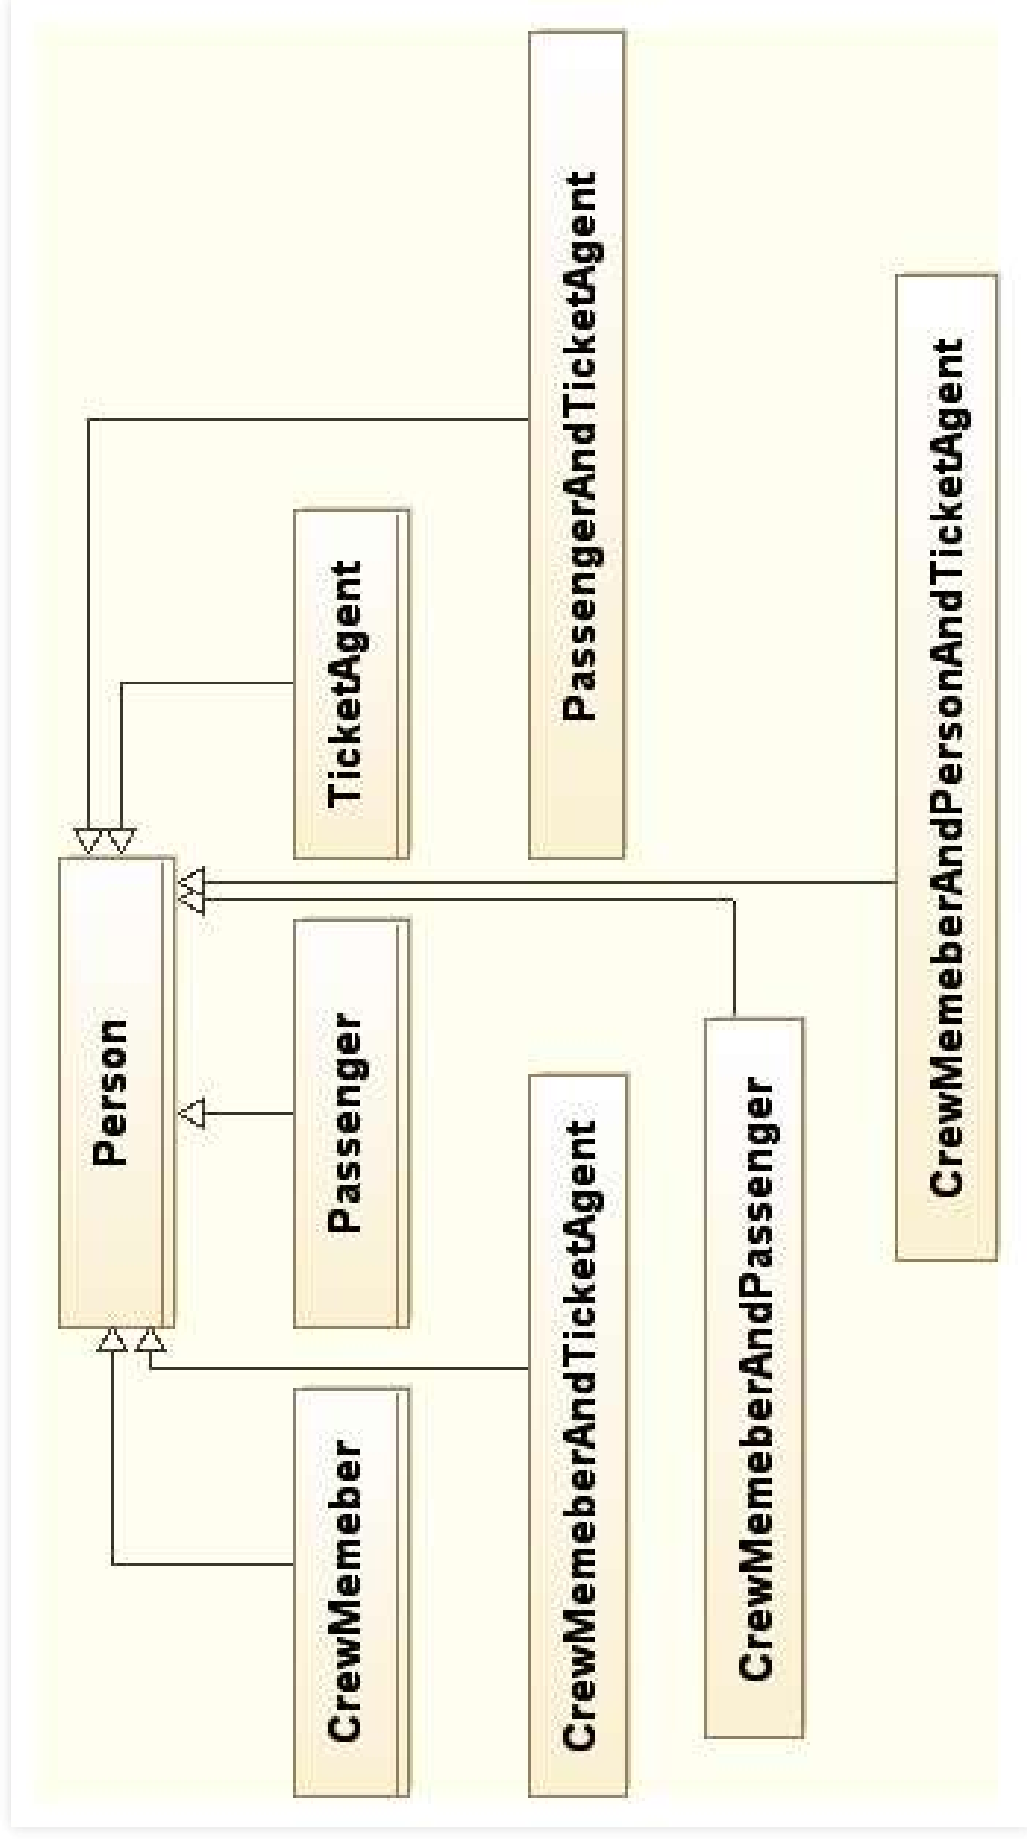 Person
CrewMemeber
Passenger
TicketAgent
CrewMemeberAndTicketAgent
PassengerAndTicketAgent
CrewMemeberAndPassenger
CrewMemeberAndPersonAndTicketAgent